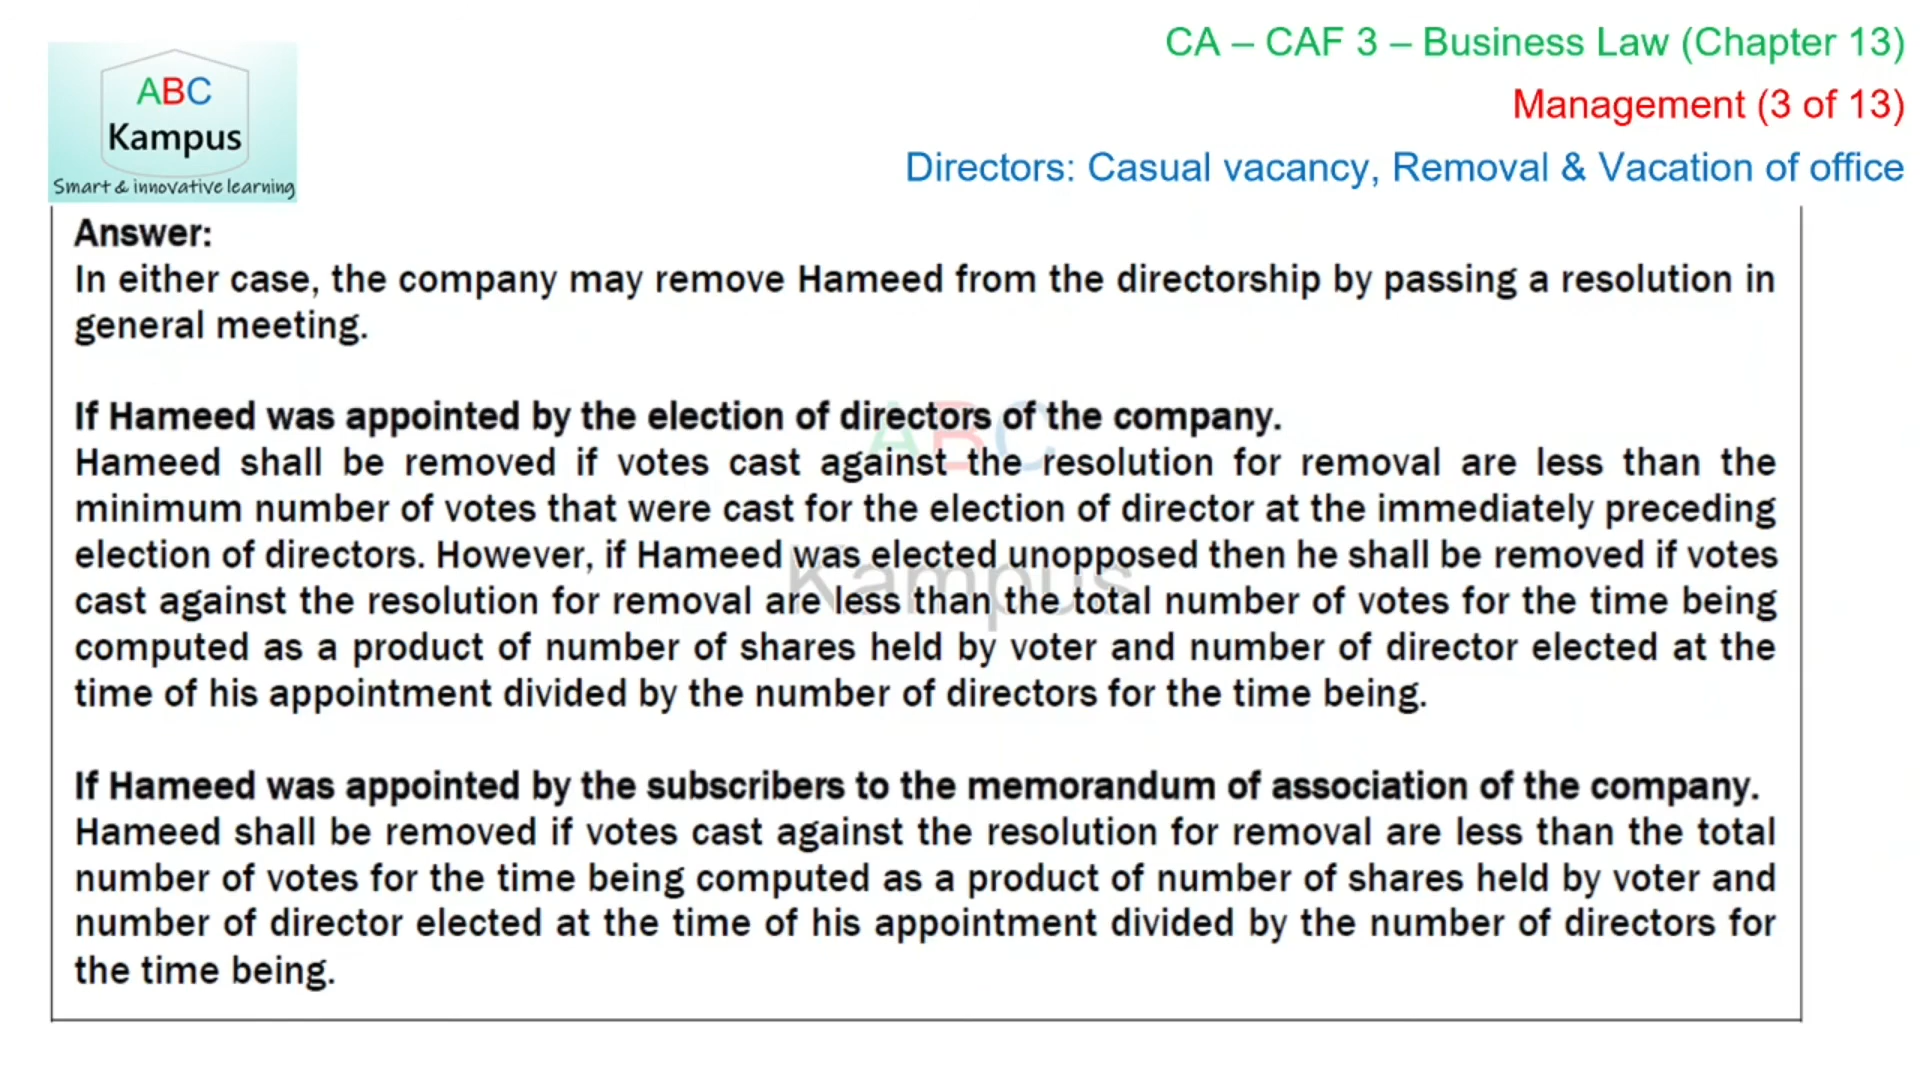 CA – CAF 3 – Business Law (Chapter 13)
Management (3 of 13)
Directors: Casual vacancy, Removal & Vacation of office
ABC
Kampus
Smart & innovative learning
Answer:
In either case, the company may remove Hameed from the directorship by passing a resolution in
general meeting.
If Hameed was appointed by the election of directors of the company.
Hameed shall be removed if votes cast against the resolution for removal are less than the
minimum number of votes that were cast for the election of director at the immediately preceding
election of directors. However, if Hameed was elected unopposed then he shall be removed if votes
cast against the resolution for removal are less than the total number of votes for the time being
computed as a product of number of shares held by voter and number of director elected at the
time of his appointment divided by the number of directors for the time being.
If Hameed was appointed by the subscribers to the memorandum of association of the company.
Hameed shall be removed if votes cast against the resolution for removal are less than the total
number of votes for the time being computed as a product of number of shares held by voter and
number of director elected at the time of his appointment divided by the number of directors for
the time being.
ABC
Kampus